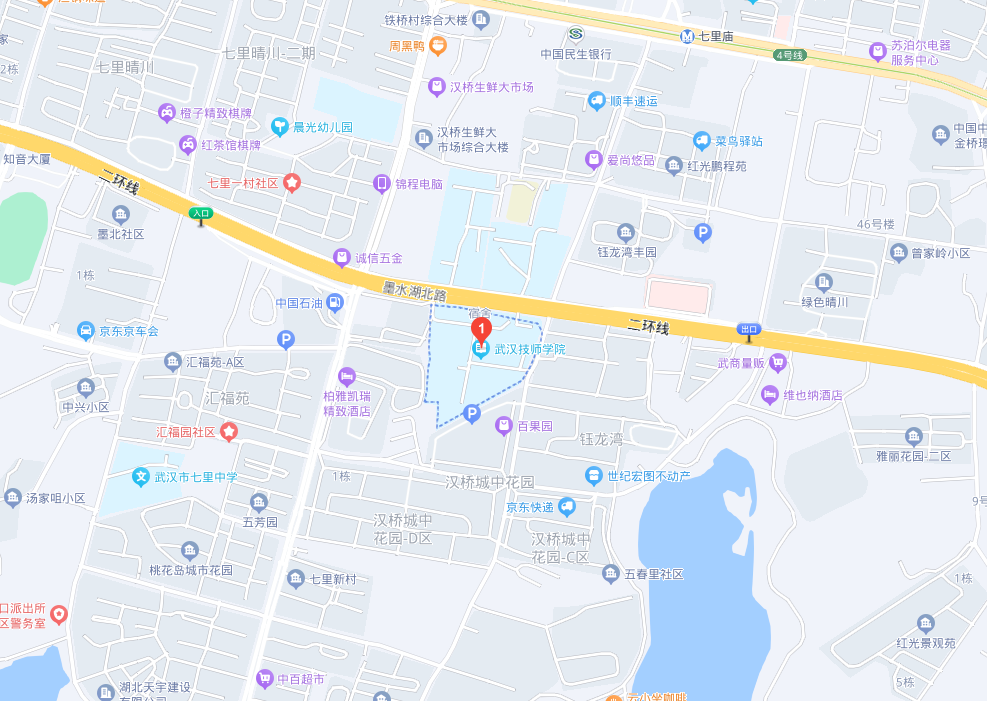 铁桥村综合大楼
周黑鸭
七里庙
中国民生银行
4号线
苏泊尔电器
服务中心
七里晴川
七里晴川-二期
2栋
汉桥生鲜大市场
顺丰速运
橙子精致棋牌
晨光幼儿园
汉桥生鲜大
市场综合大楼
菜鸟驿站
红茶馆棋牌
知音大厦
爱尚悠品
红光鹏程苑
二环线
七里一村社区
锦程电脑
入口
墨北社区
46号楼
钰龙湾丰园
P
曾家岭小区
诚信五金
1栋
墨水湖北路
绿色晴川
中国石油
宿舍
1
二环线
出口
京东京车会
P
武汉技师学院
汇福苑-A区
武商量贩
中兴小区
汇福苑
柏雅凯瑞
精致酒店
维也纳酒店
P
百果园
汇福园社区
钰龙湾
雅丽花园-二区
武汉市七里中学
1栋
汉桥城中花园
世纪宏图不动产
汤家咀小区
五芳园
京东快递
汉桥城中
花园-D区
汉桥城中
花园-C区
桃花岛城市花园
七里新村
五春里社区
1栋
口派出所
区警务室
红光景观苑
中百超市
5栋
湖北天宇建设